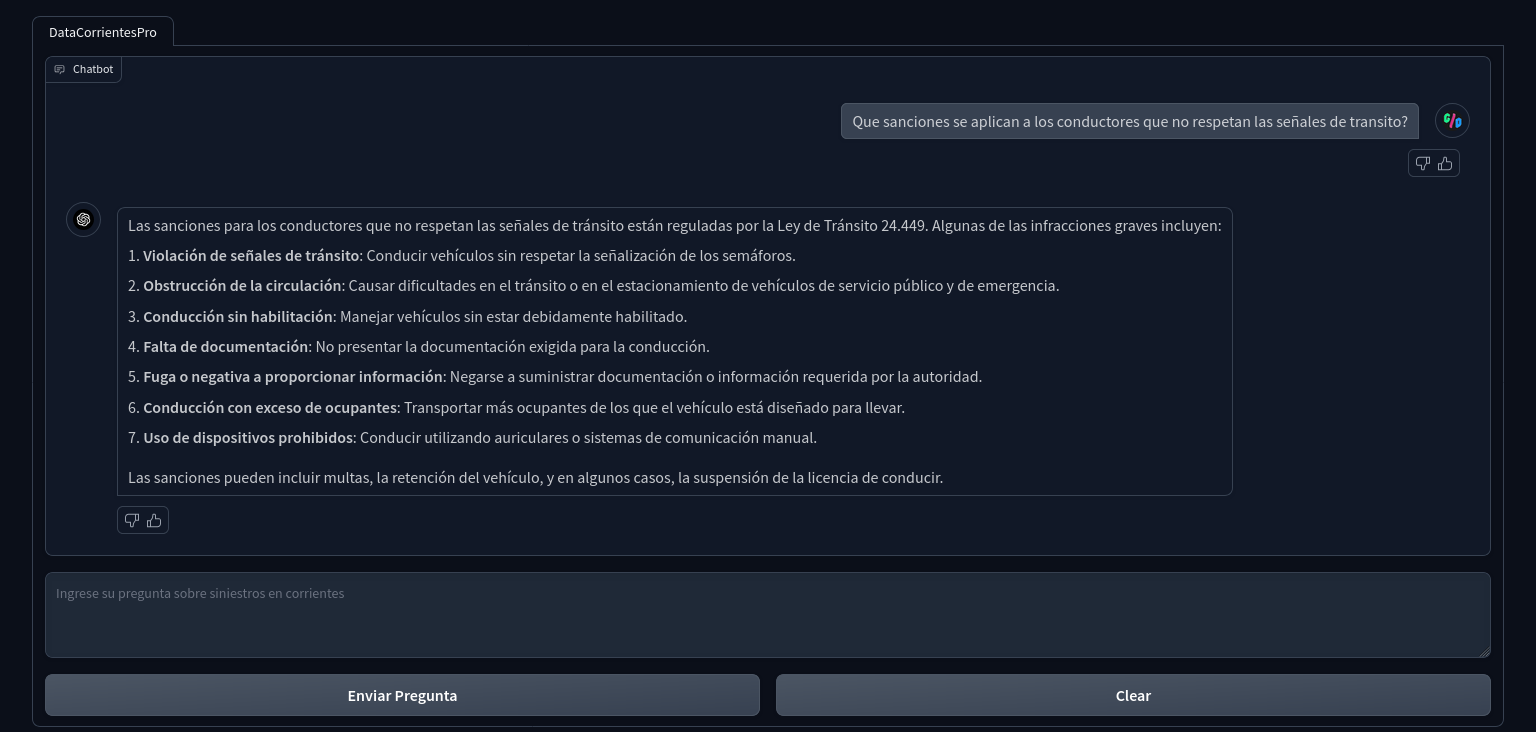 DataCorrientesPro
Chatbot
Que sanciones se aplican a los conductores que no respetan las señales de transito?
Las sanciones para los conductores que no respetan las señales de tránsito están reguladas por la Ley de Tránsito 24.449. Algunas de las infracciones graves incluyen:
1. Violación de señales de tránsito: Conducir vehículos sin respetar la señalización de los semáforos.
2. Obstrucción de la circulación: Causar dificultades en el tránsito o en el estacionamiento de vehículos de servicio público y de emergencia.
3. Conducción sin habilitación: Manejar vehículos sin estar debidamente habilitado.
4. Falta de documentación: No presentar la documentación exigida para la conducción.
5. Fuga o negativa a proporcionar información: Negarse a suministrar documentación o información requerida por la autoridad.
6. Conducción con exceso de ocupantes: Transportar más ocupantes de los que el vehículo está diseñado para llevar.
7. Uso de dispositivos prohibidos: Conducir utilizando auriculares o sistemas de comunicación manual.
Las sanciones pueden incluir multas, la retención del vehículo, y en algunos casos, la suspensión de la licencia de conducir.
Ingrese su pregunta sobre siniestros en corrientes
Enviar Pregunta
Clear